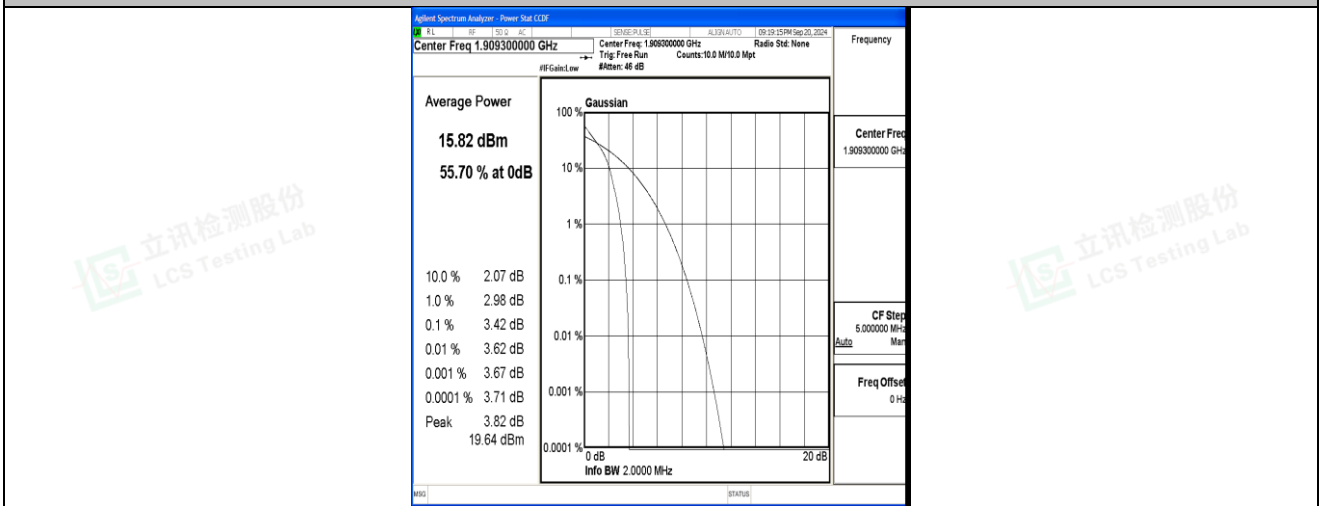 Agilent Spectrum Analyzer - Power Stat CCDF
RL RF 50 Ω AC SENSE:PULSE ALIGNAUTO 09:19:15 PM Sep 20, 2024
Center Freq 1.909300000 GHz
Center Freq: 1.909300000 GHz Radio Std: None
Trig: Free Run Counts:10.0 M/10.0 Mpt
#IFGain:Low #Atten: 46 dB
Frequency
Average Power
15.82 dBm
55.70 % at 0dB
10.0 % 2.07 dB
1.0 % 2.98 dB
0.1 % 3.42 dB
0.01 % 3.62 dB
0.001 % 3.67 dB
0.0001 % 3.71 dB
Peak 3.82 dB
19.64 dBm
Gaussian
100 %
10 %
1 %
0.1 %
0.01 %
0.001 %
0.0001 %
0 dB 20 dB
Info BW 2.0000 MHz
Center Freq
1.909300000 GHz
CF Step
5.000000 MHz
Auto Man
Freq Offset
0 Hz
MSG STATUS
立讯检测股份
LCS Testing Lab
立讯检测股份
LCS Testing Lab